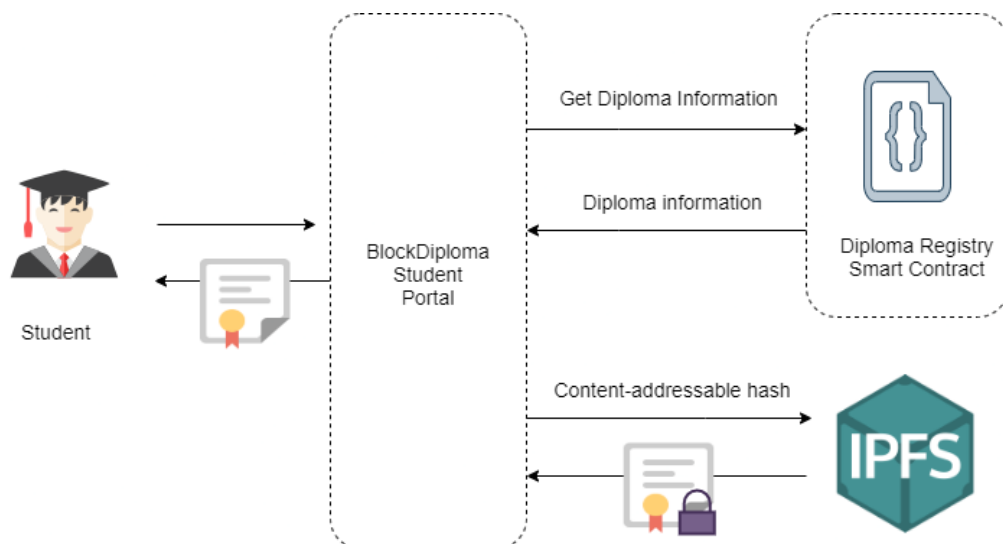 Get Diploma Information
Diploma information
Diploma Registry
Smart Contract
BlockDiploma
Student
Portal
Student
Content-addressable hash
IPFS